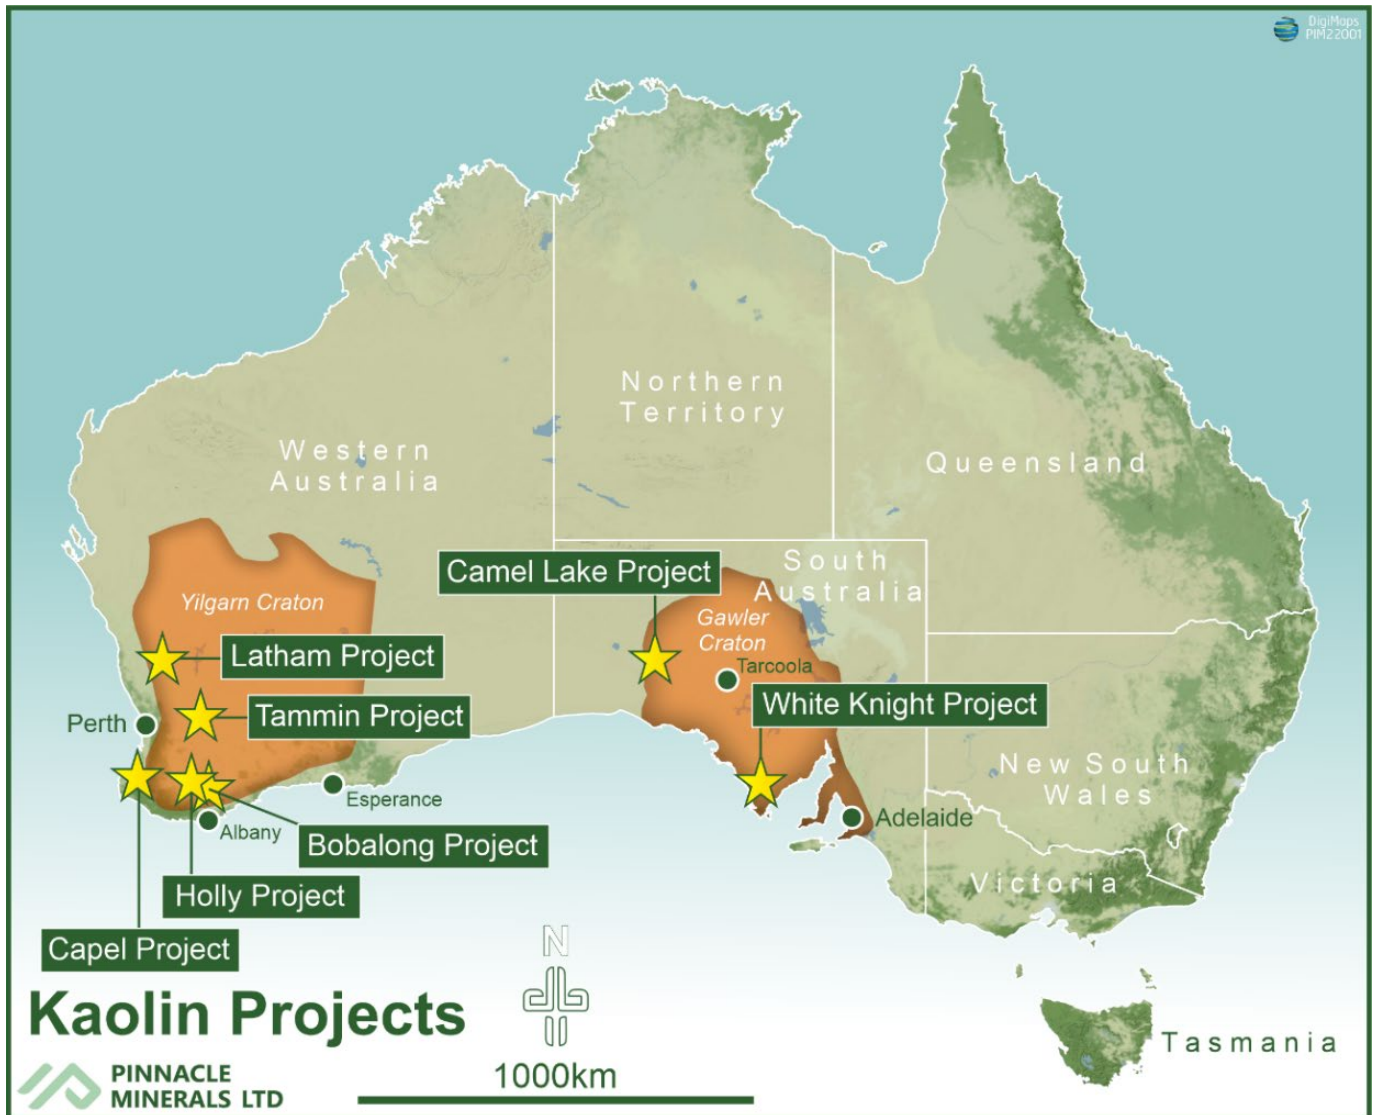 DigiMaps
PIM22001
Northern
Territory
Western
Australia
Queensland
South
Australia
Camel Lake Project
Yilgarn Craton
Gawler
Craton
Latham Project
Tarcoola
White Knight Project
Tammin Project
Perth
New South
Wales
Esperance
Adelaide
Albany
Bobalong Project
Victoria
Holly Project
Capel Project
N
Kaolin Projects
Tasmania
1000km
PINNACLE
MINERALS LTD